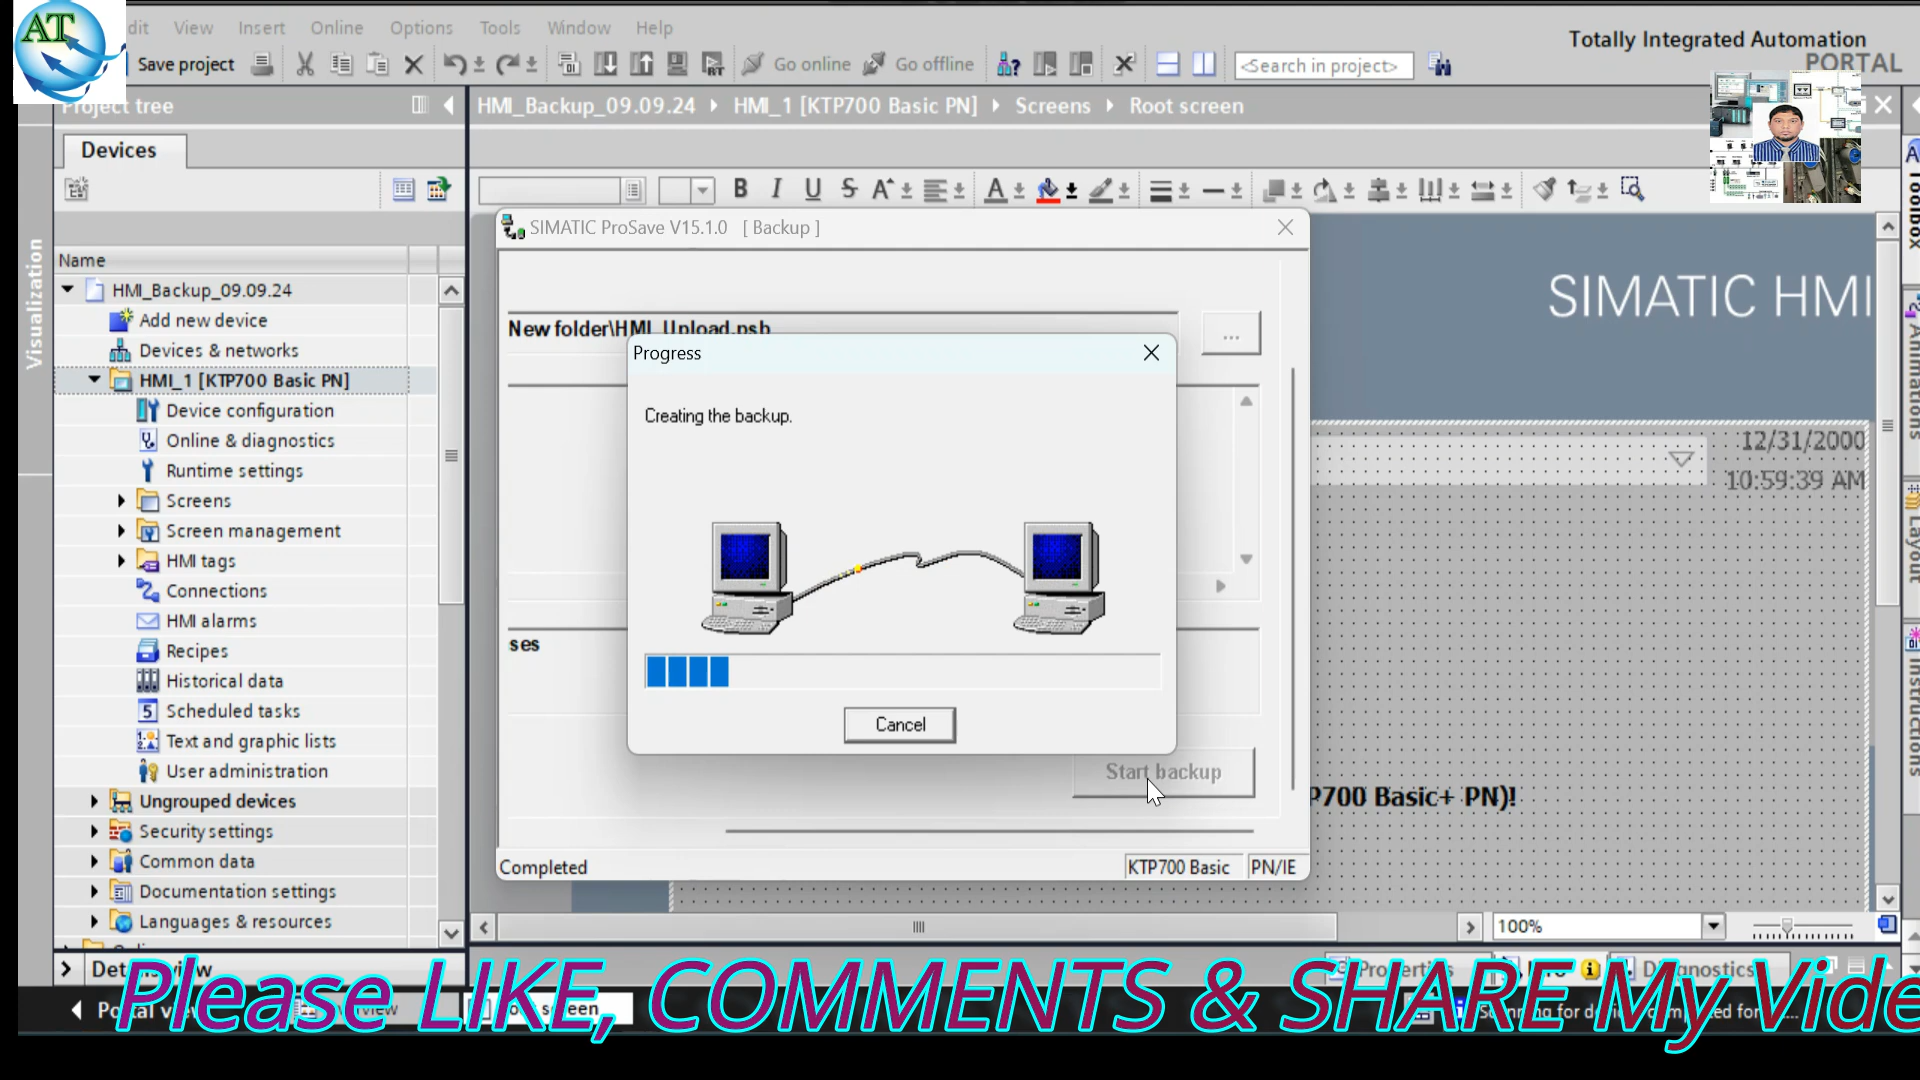 AT
View Insert Online Options Tools Window Help
Totally Integrated Automation
PORTAL
Save project
Go online
Go offline
<Search in project>
Project tree
HMI_Backup_09.09.24 HMI_1 [KTP700 Basic PN] Screens Root screen
Devices
Name
Visualization
HMI_Backup_09.09.24
Add new device
Devices & networks
HMI_1 [KTP700 Basic PN]
Device configuration
Online & diagnostics
Runtime settings
Screens
Screen management
HMI tags
Connections
HMI alarms
Recipes
Historical data
Scheduled tasks
Text and graphic lists
User administration
Ungrouped devices
Security settings
Common data
Documentation settings
Languages & resources
SIMATIC ProSave V15.1.0 [ Backup ]
New folder\HMI_Upload.psb
...
Progress
Creating the backup.
ses
Cancel
Start backup
Completed
KTP700 Basic
PN/IE
SIMATIC HMI
12/31/2000
10:59:39 AM
P700 Basic+ PN)!
100%
Toolbox
Animations
Layout
Instructions
Properties
Diagnostics
Portal
Please LIKE, COMMENTS & SHARE My Vide